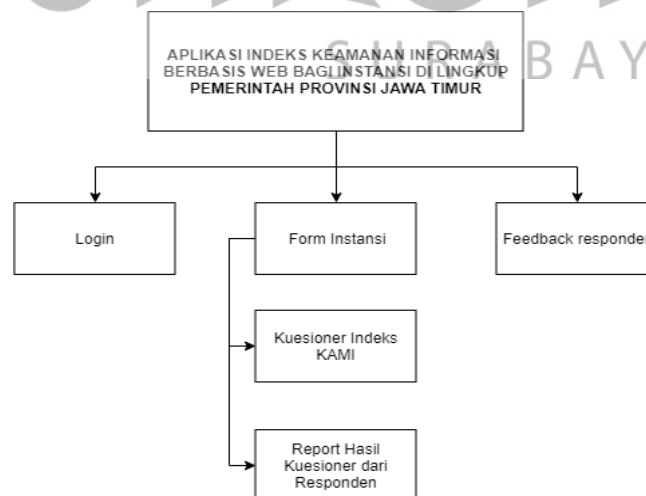 SURABAY
APLIKASI INDEKS KEAMANAN INFORMASI
BERBASIS WEB BAGI INSTANSI DI LINGKUP
PEMERINTAH PROVINSI JAWA TIMUR
Login
Form Instansi
Feedback responden
Kuesioner Indeks
KAMI
Report Hasil
Kuesioner dari
Responden